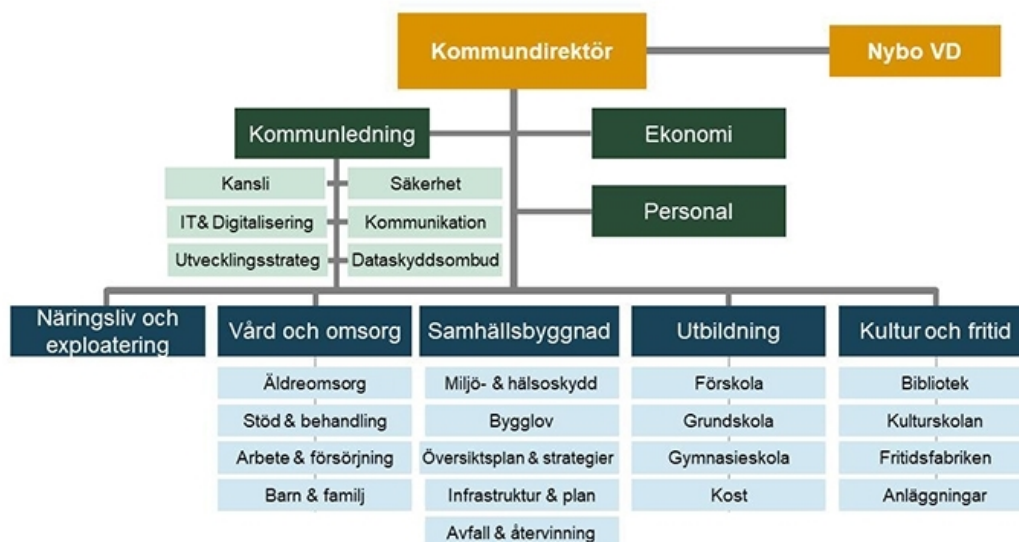 Kommundirektör
Nybo VD
Kommunledning
Ekonomi
Kansli
Säkerhet
IT& Digitalisering
Kommunikation
Utvecklingsstrateg
Dataskyddsombud
Personal
Näringsliv och
exploatering
Vård och omsorg
Äldreomsorg
Stöd & behandling
Arbete & försörjning
Barn & familj
Samhällsbyggnad
Miljö- & hälsoskydd
Bygglov
Översiktsplan & strategier
Infrastruktur & plan
Avfall & återvinning
Utbildning
Förskola
Grundskola
Gymnasieskola
Kost
Kultur och fritid
Bibliotek
Kulturskolan
Fritidsfabriken
Anläggningar